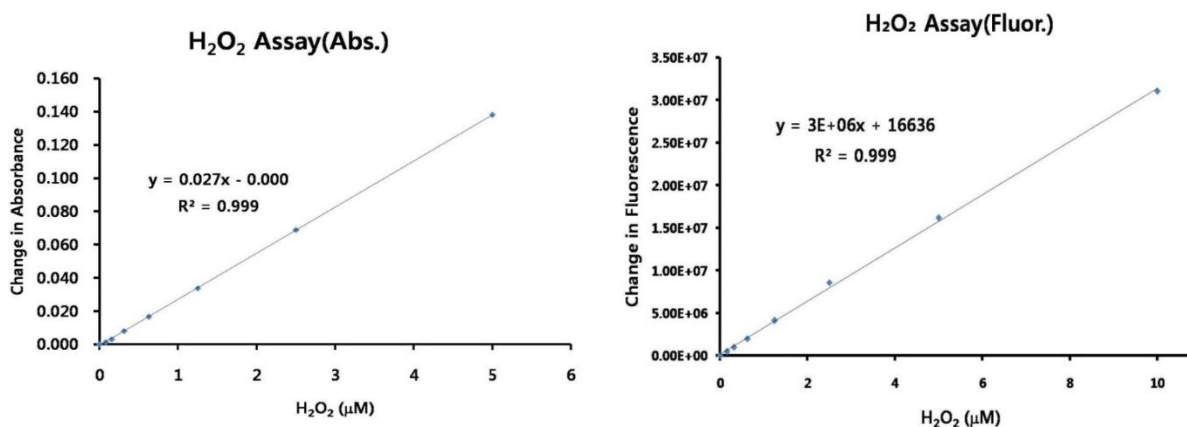 H₂O₂ Assay(Abs.)
0.160
0.140
0.120
0.100
0.080
0.060
0.040
0.020
0.000
Change in Absorbance
y = 0.027x - 0.000
R² = 0.999
0 1 2 3 4 5 6
H₂O₂ (µM)
H₂O₂ Assay(Fluor.)
3.50E+07
3.00E+07
2.50E+07
2.00E+07
1.50E+07
1.00E+07
5.00E+06
0.00E+00
Change in Fluorescence
y = 3E+06x + 16636
R² = 0.999
0 2 4 6 8 10
H₂O₂ (µM)